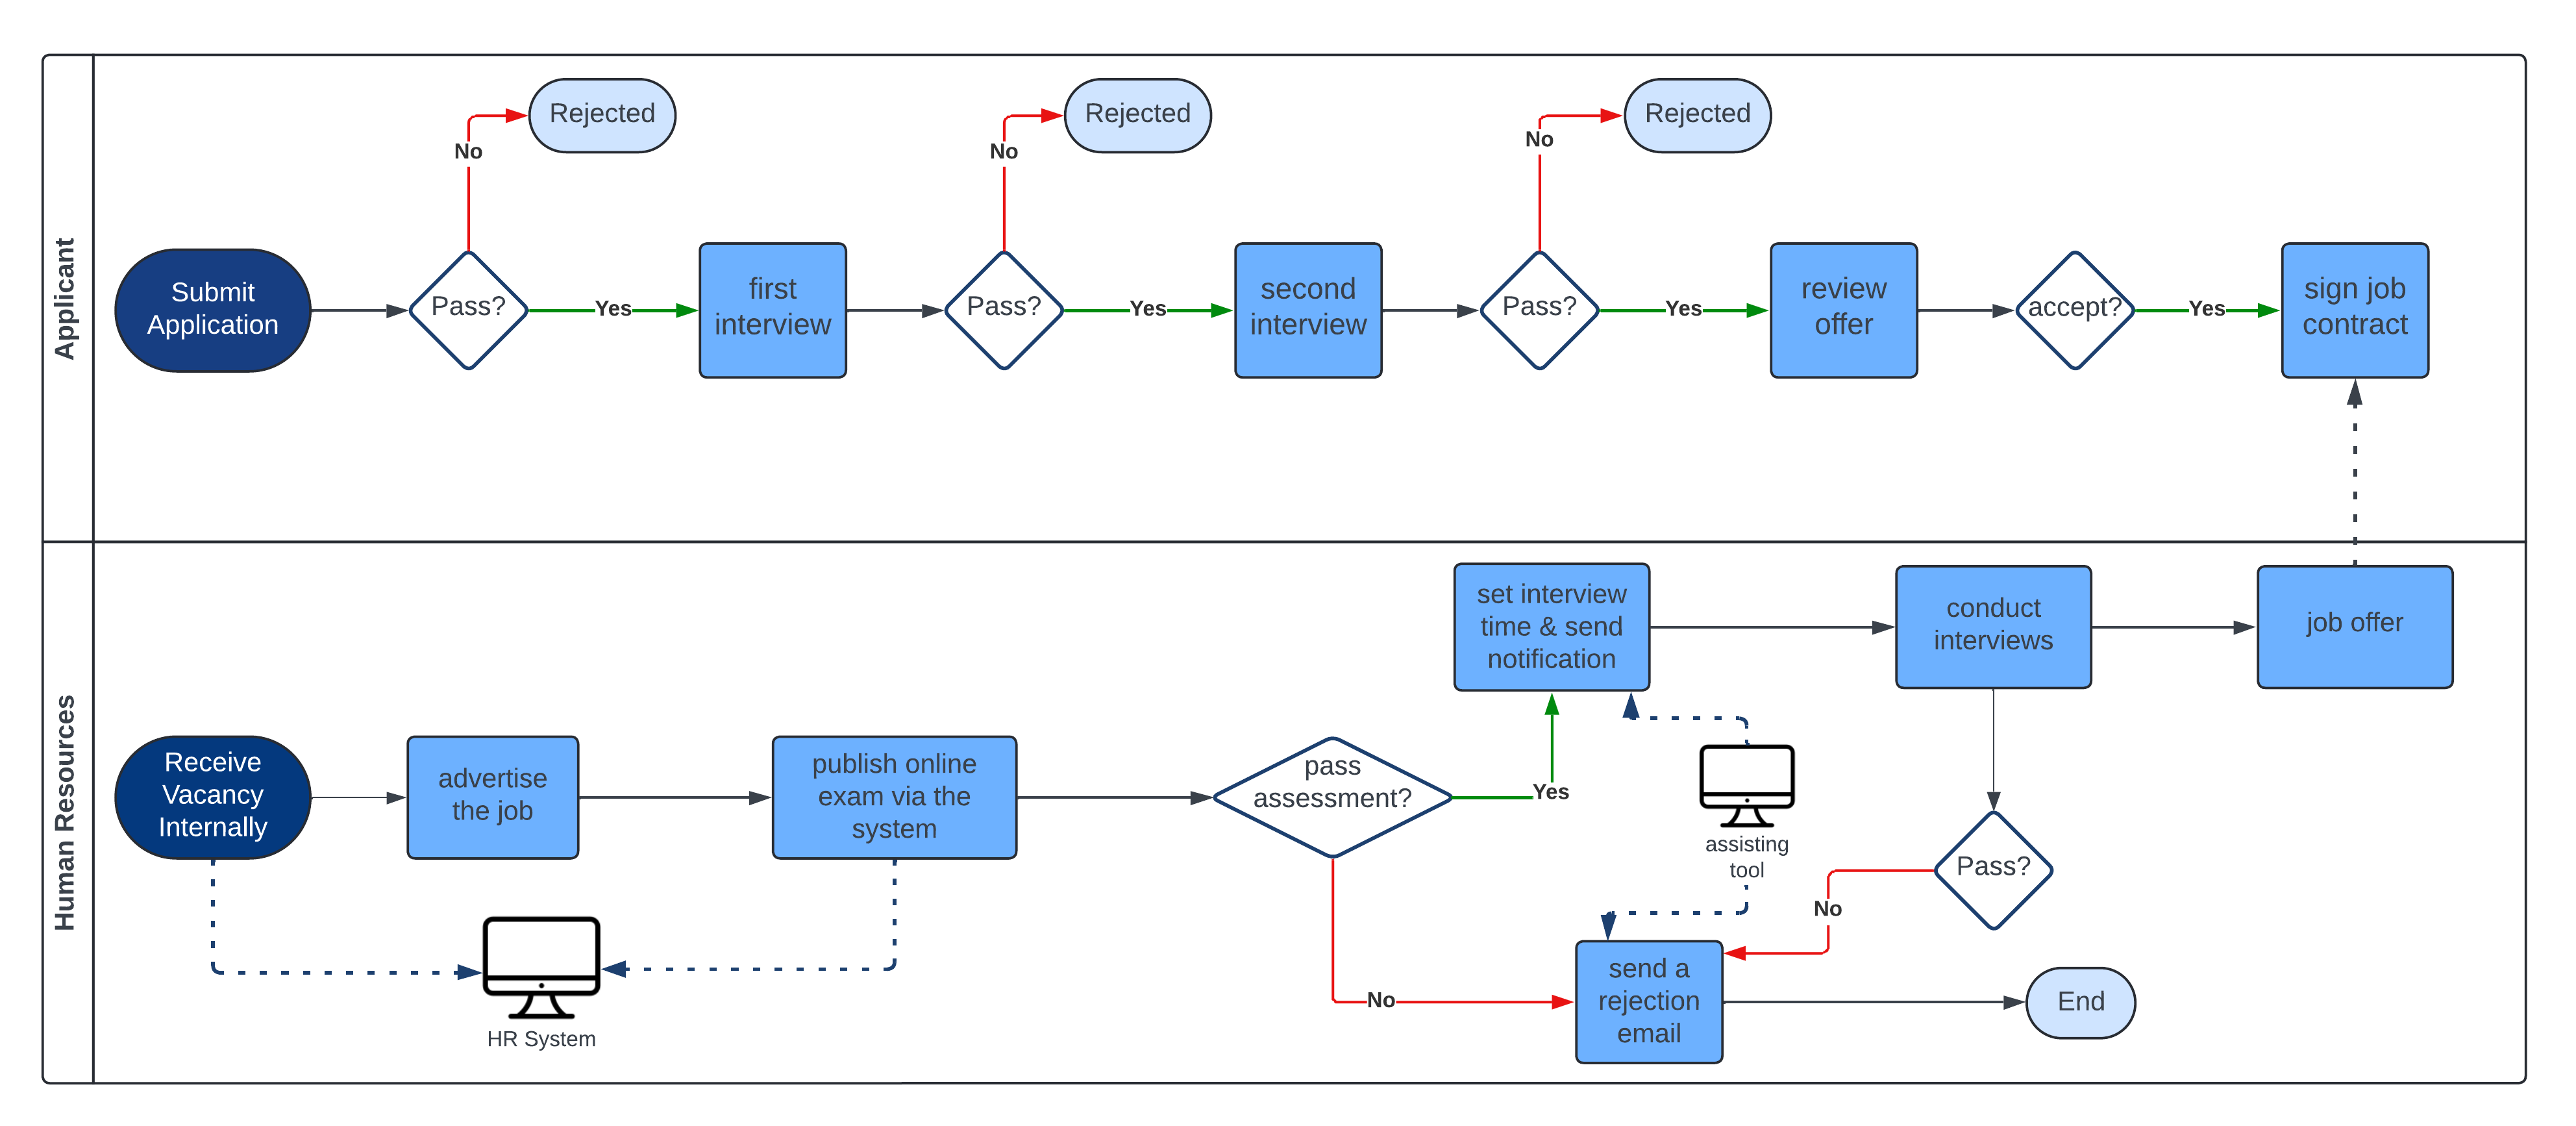 Applicant
Rejected
Rejected
Rejected
No
No
No
Submit
Application
Pass?
Yes
first
interview
Pass?
Yes
second
interview
Pass?
Yes
review
offer
accept?
Yes
sign job
contract
Human Resources
Receive
Vacancy
Internally
advertise
the job
publish online
exam via the
system
pass
assessment?
Yes
set interview
time & send
notification
conduct
interviews
job offer
assisting
tool
Pass?
No
No
send a
rejection
email
End
HR System